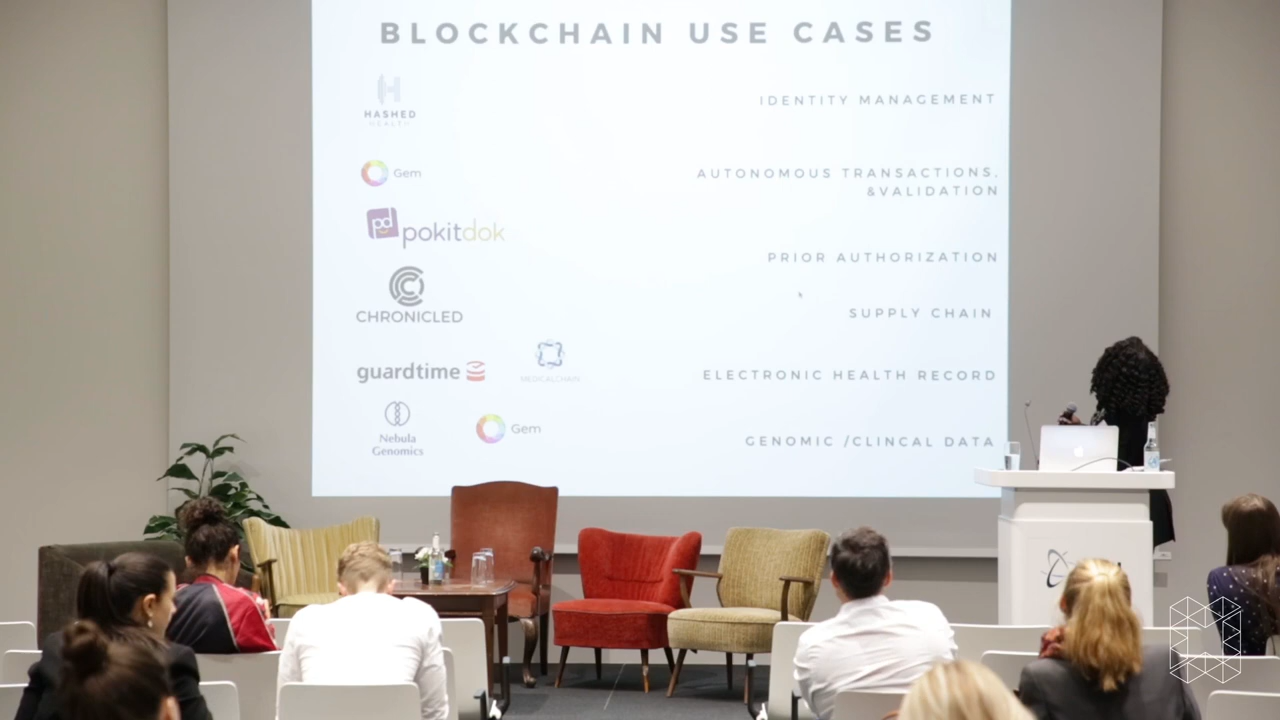 BLOCKCHAIN USE CASES
HASHED
HEALTH
IDENTITY MANAGEMENT
Gem
AUTONOMOUS TRANSACTIONS,
&VALIDATION
pd
pokitdok
PRIOR AUTHORIZATION
CHRONICLED
SUPPLY CHAIN
guardtime
MEDICALCHAIN
ELECTRONIC HEALTH RECORD
Nebula
Genomics
Gem
GENOMIC /CLINCAL DATA